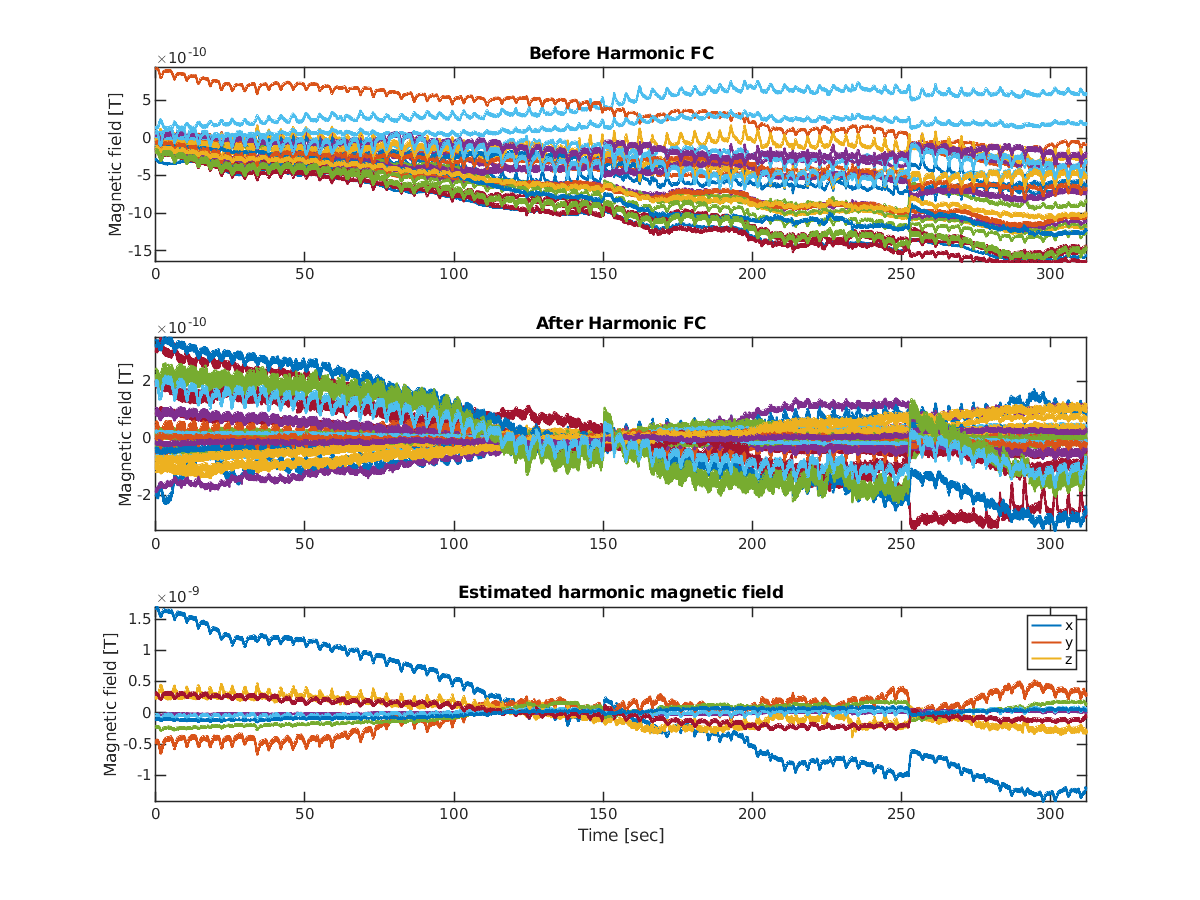 Before Harmonic FC
×10^-10
Magnetic field [T]
5
0
-5
-10
-15
0 50 100 150 200 250 300
After Harmonic FC
×10^-10
Magnetic field [T]
2
0
-2
0 50 100 150 200 250 300
Estimated harmonic magnetic field
×10^-9
Magnetic field [T]
1.5
1
0.5
0
-0.5
-1
x
y
z
0 50 100 150 200 250 300
Time [sec]